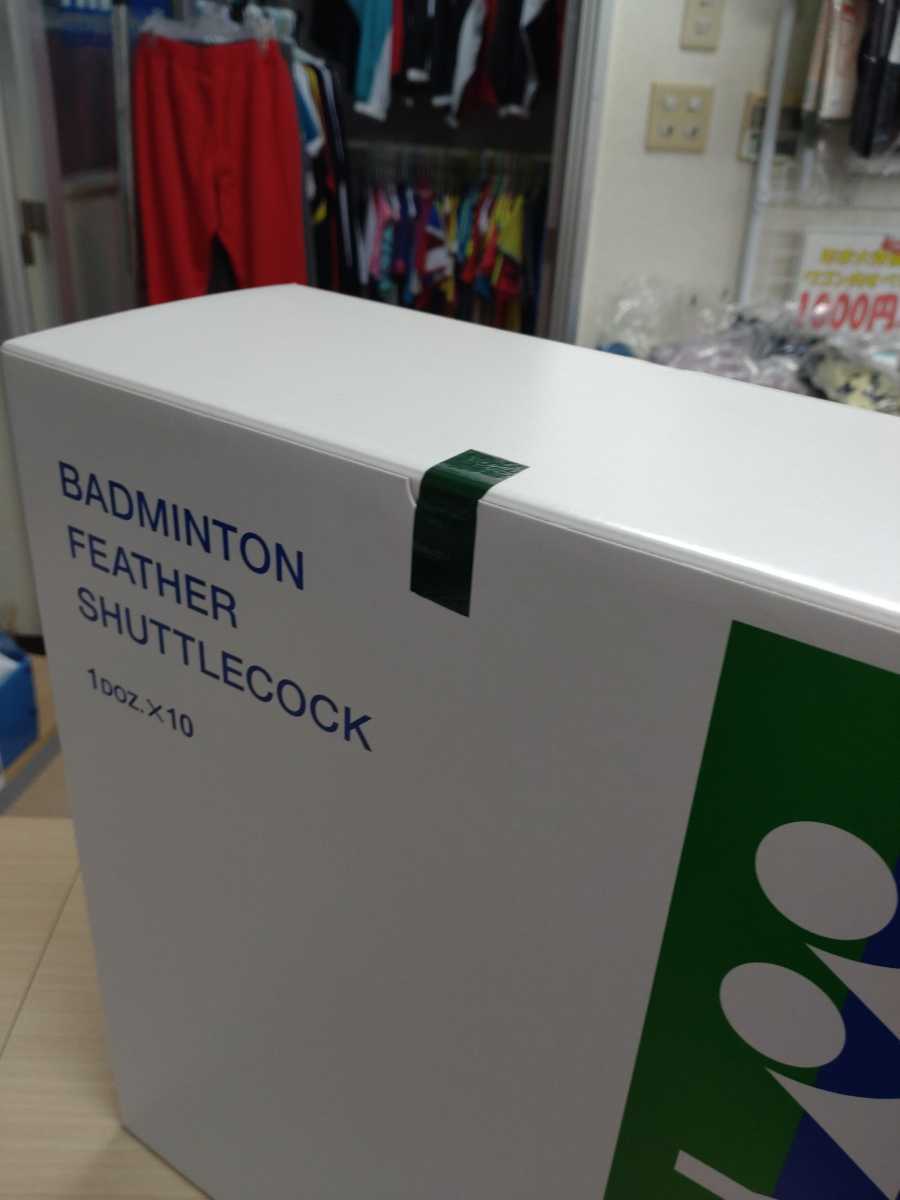 BADMINTON
FEATHER
SHUTTLECOCK
1DOZ.×10
1000円